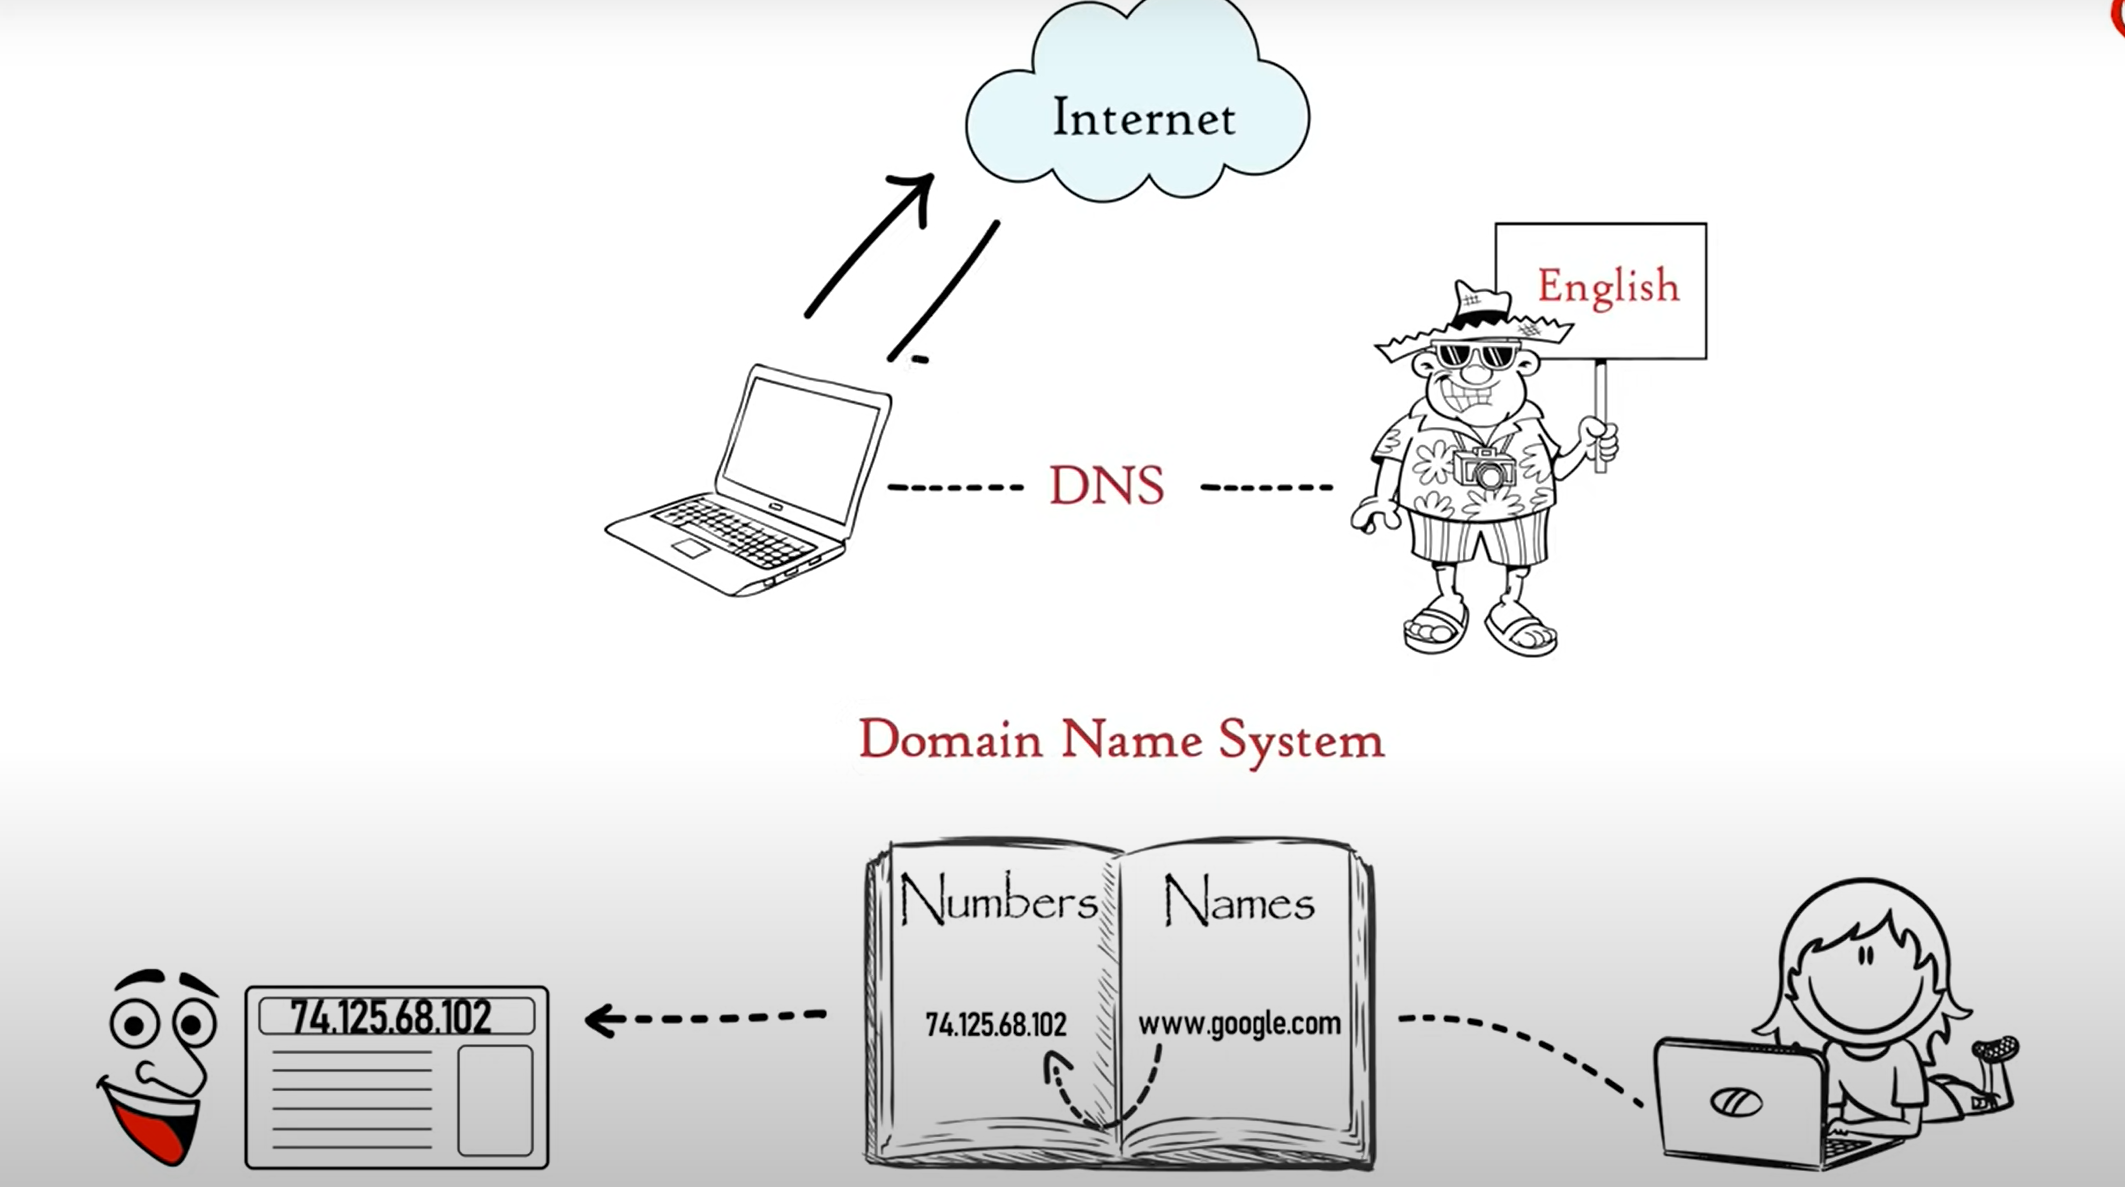 Internet
English
DNS
Domain Name System
Numbers
Names
74.125.68.102
74.125.68.102
www.google.com